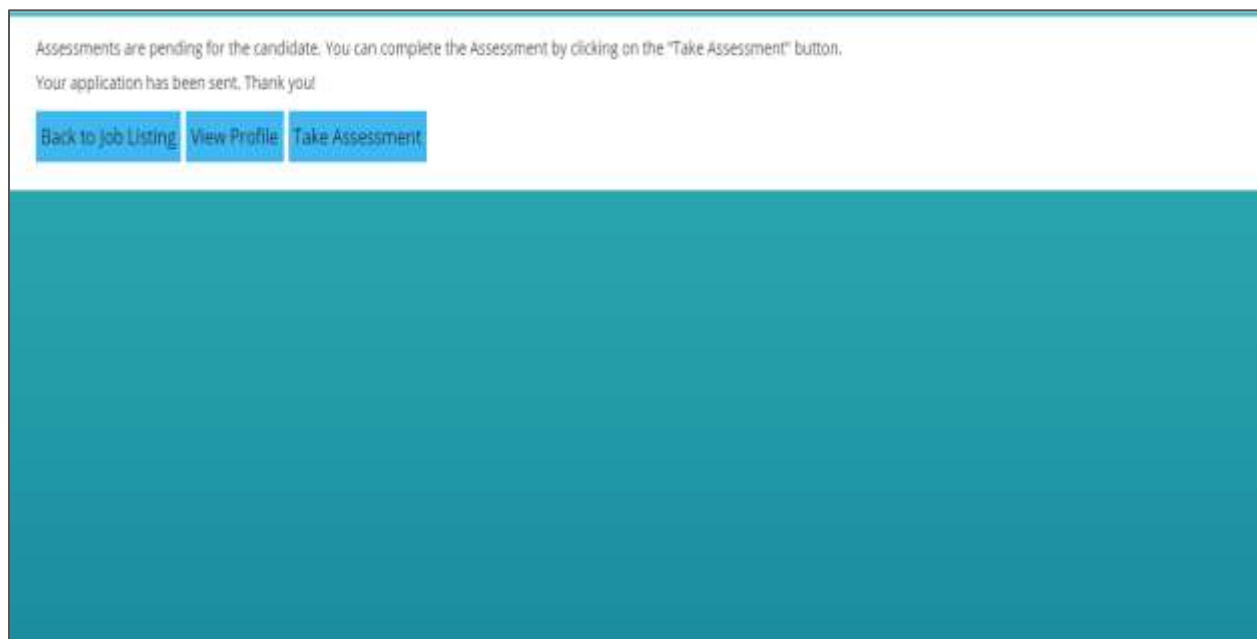 Assessments are pending for the candidate. You can complete the Assessment by clicking on the "Take Assessment" button.
Your application has been sent. Thank you!
Back to Job Listing View Profile Take Assessment